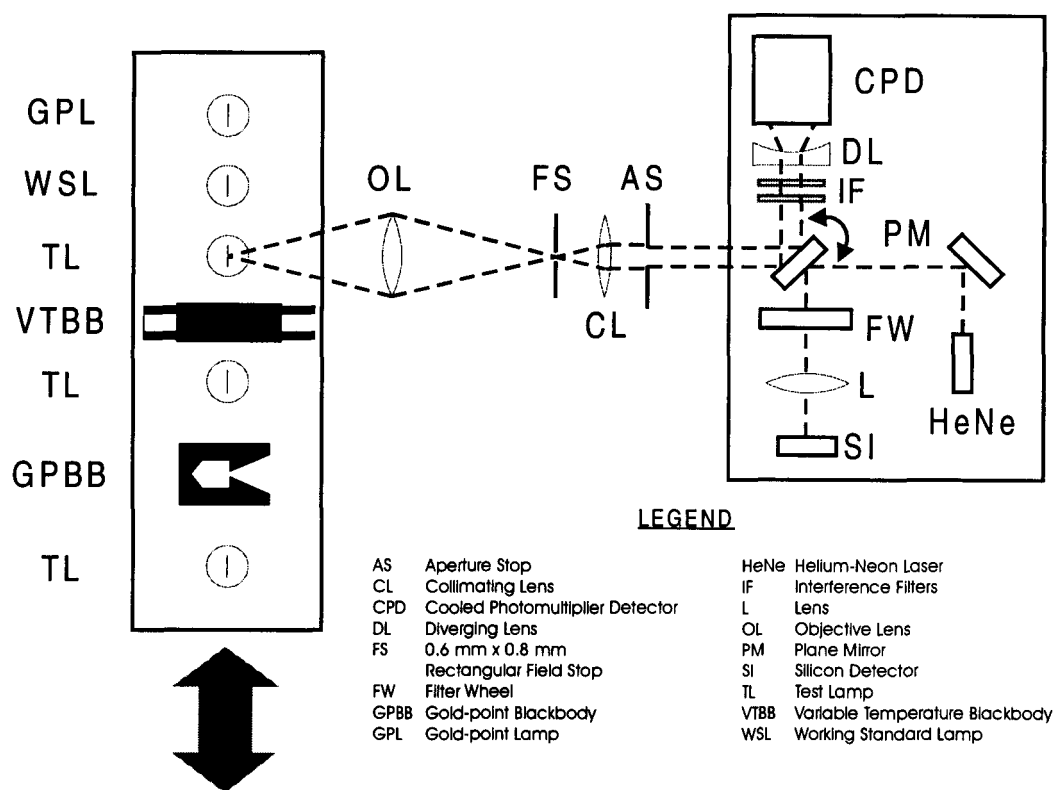 GPL
WSL
TL
VTBB
TL
GPBB
TL
OL
FS
AS
CL
CPD
DL
IF
PM
FW
L
HeNe
SI
LEGEND
AS Aperture Stop
CL Collimating Lens
CPD Cooled Photomultiplier Detector
DL Diverging Lens
FS 0.6 mm x 0.8 mm
Rectangular Field Stop
FW Filter Wheel
GPBB Gold-point Blackbody
GPL Gold-point Lamp
HeNe Helium-Neon Laser
IF Interference Filters
L Lens
OL Objective Lens
PM Plane Mirror
SI Silicon Detector
TL Test Lamp
VTBB Variable Temperature Blackbody
WSL Working Standard Lamp